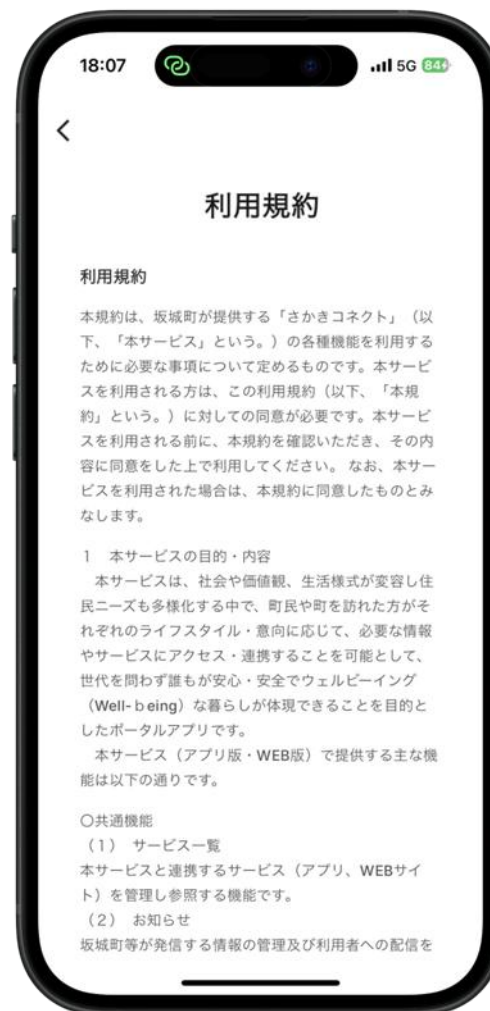 18:07
5G
84
利用規約
利用規約
本規約は、坂城町が提供する「さかきコネクト」（以
下、「本サービス」という。）の各種機能を利用する
ために必要な事項について定めるものです。本サービ
スを利用される方は、この利用規約（以下、「本規
約」という。）に対しての同意が必要です。本サービ
スを利用される前に、本規約を確認いただき、その内
容に同意をした上で利用してください。 なお、本サー
ビスを利用された場合は、本規約に同意したものとみ
なします。
１　本サービスの目的・内容
　本サービスは、社会や価値観、生活様式が変容し住
民ニーズも多様化する中で、町民や町を訪れた方がそ
れぞれのライフスタイル・意向に応じて、必要な情報
やサービスにアクセス・連携することを可能として、
世代を問わず誰もが安心・安全でウェルビーイング
（Well-ｂeing）な暮らしが体現できることを目的と
したポータルアプリです。
　本サービス（アプリ版・WEB版）で提供する主な機
能は以下の通りです。
〇共通機能
（１）　サービス一覧
本サービスと連携するサービス（アプリ、WEBサイ
ト）を管理し参照する機能です。
（２）　お知らせ
坂城町等が発信する情報の管理及び利用者への配信を